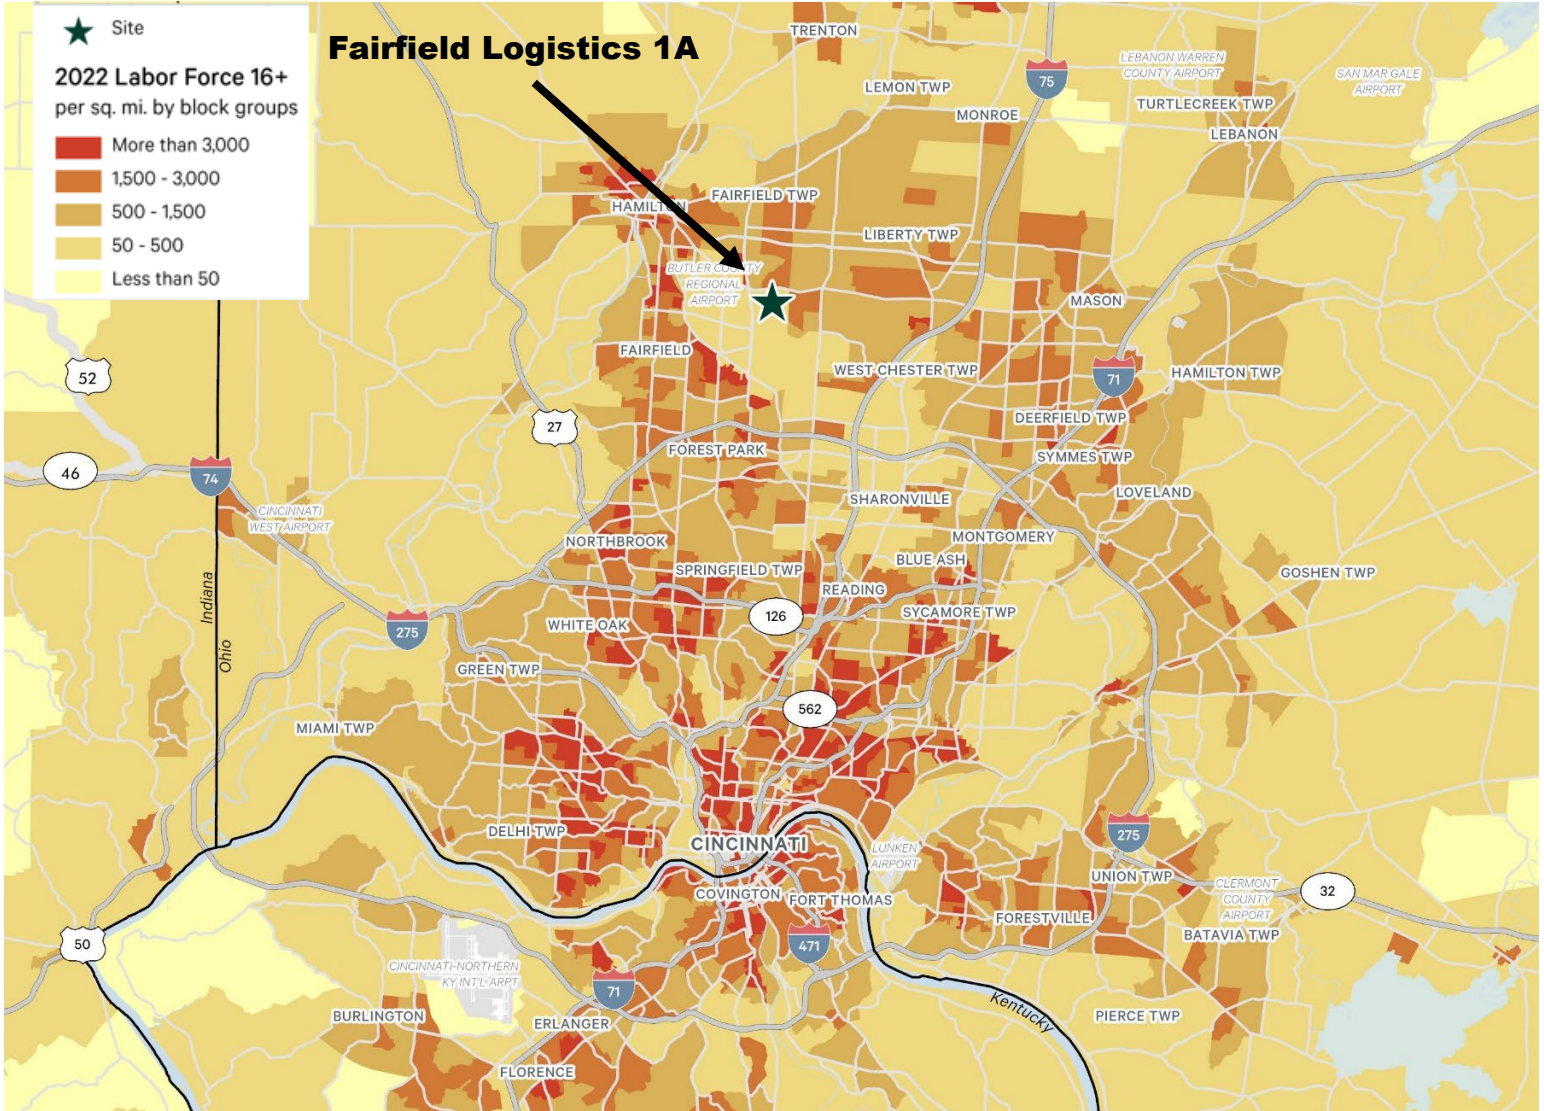 Site
2022 Labor Force 16+
per sq. mi. by block groups
More than 3,000
1,500 - 3,000
500 - 1,500
50 - 500
Less than 50
Fairfield Logistics 1A
TRENTON
LEMON TWP
75
LEBANON WARREN
COUNTY AIRPORT
SAN MAR GALE
AIRPORT
MONROE
TURTLECREEK TWP
LEBANON
FAIRFIELD TWP
HAMILTON
LIBERTY TWP
BUTLER COUNTY
REGIONAL
AIRPORT
MASON
FAIRFIELD
WEST CHESTER TWP
71
HAMILTON TWP
52
27
DEERFIELD TWP
FOREST PARK
SYMMES TWP
46
74
LOVELAND
SHARONVILLE
CINCINNATI
WEST AIRPORT
NORTHBROOK
MONTGOMERY
BLUE ASH
SPRINGFIELD TWP
GOSHEN TWP
READING
Indiana
Ohio
126
SYCAMORE TWP
275
WHITE OAK
GREEN TWP
562
MIAMI TWP
DELHI TWP
CINCINNATI
LUNKEN
AIRPORT
275
UNION TWP
COVINGTON
FORT THOMAS
CLERMONT
COUNTY
AIRPORT
32
FORESTVILLE
BATAVIA TWP
50
471
CINCINNATI-NORTHERN
KY INT'L ARPT
71
Kentucky
BURLINGTON
ERLANGER
PIERCE TWP
FLORENCE